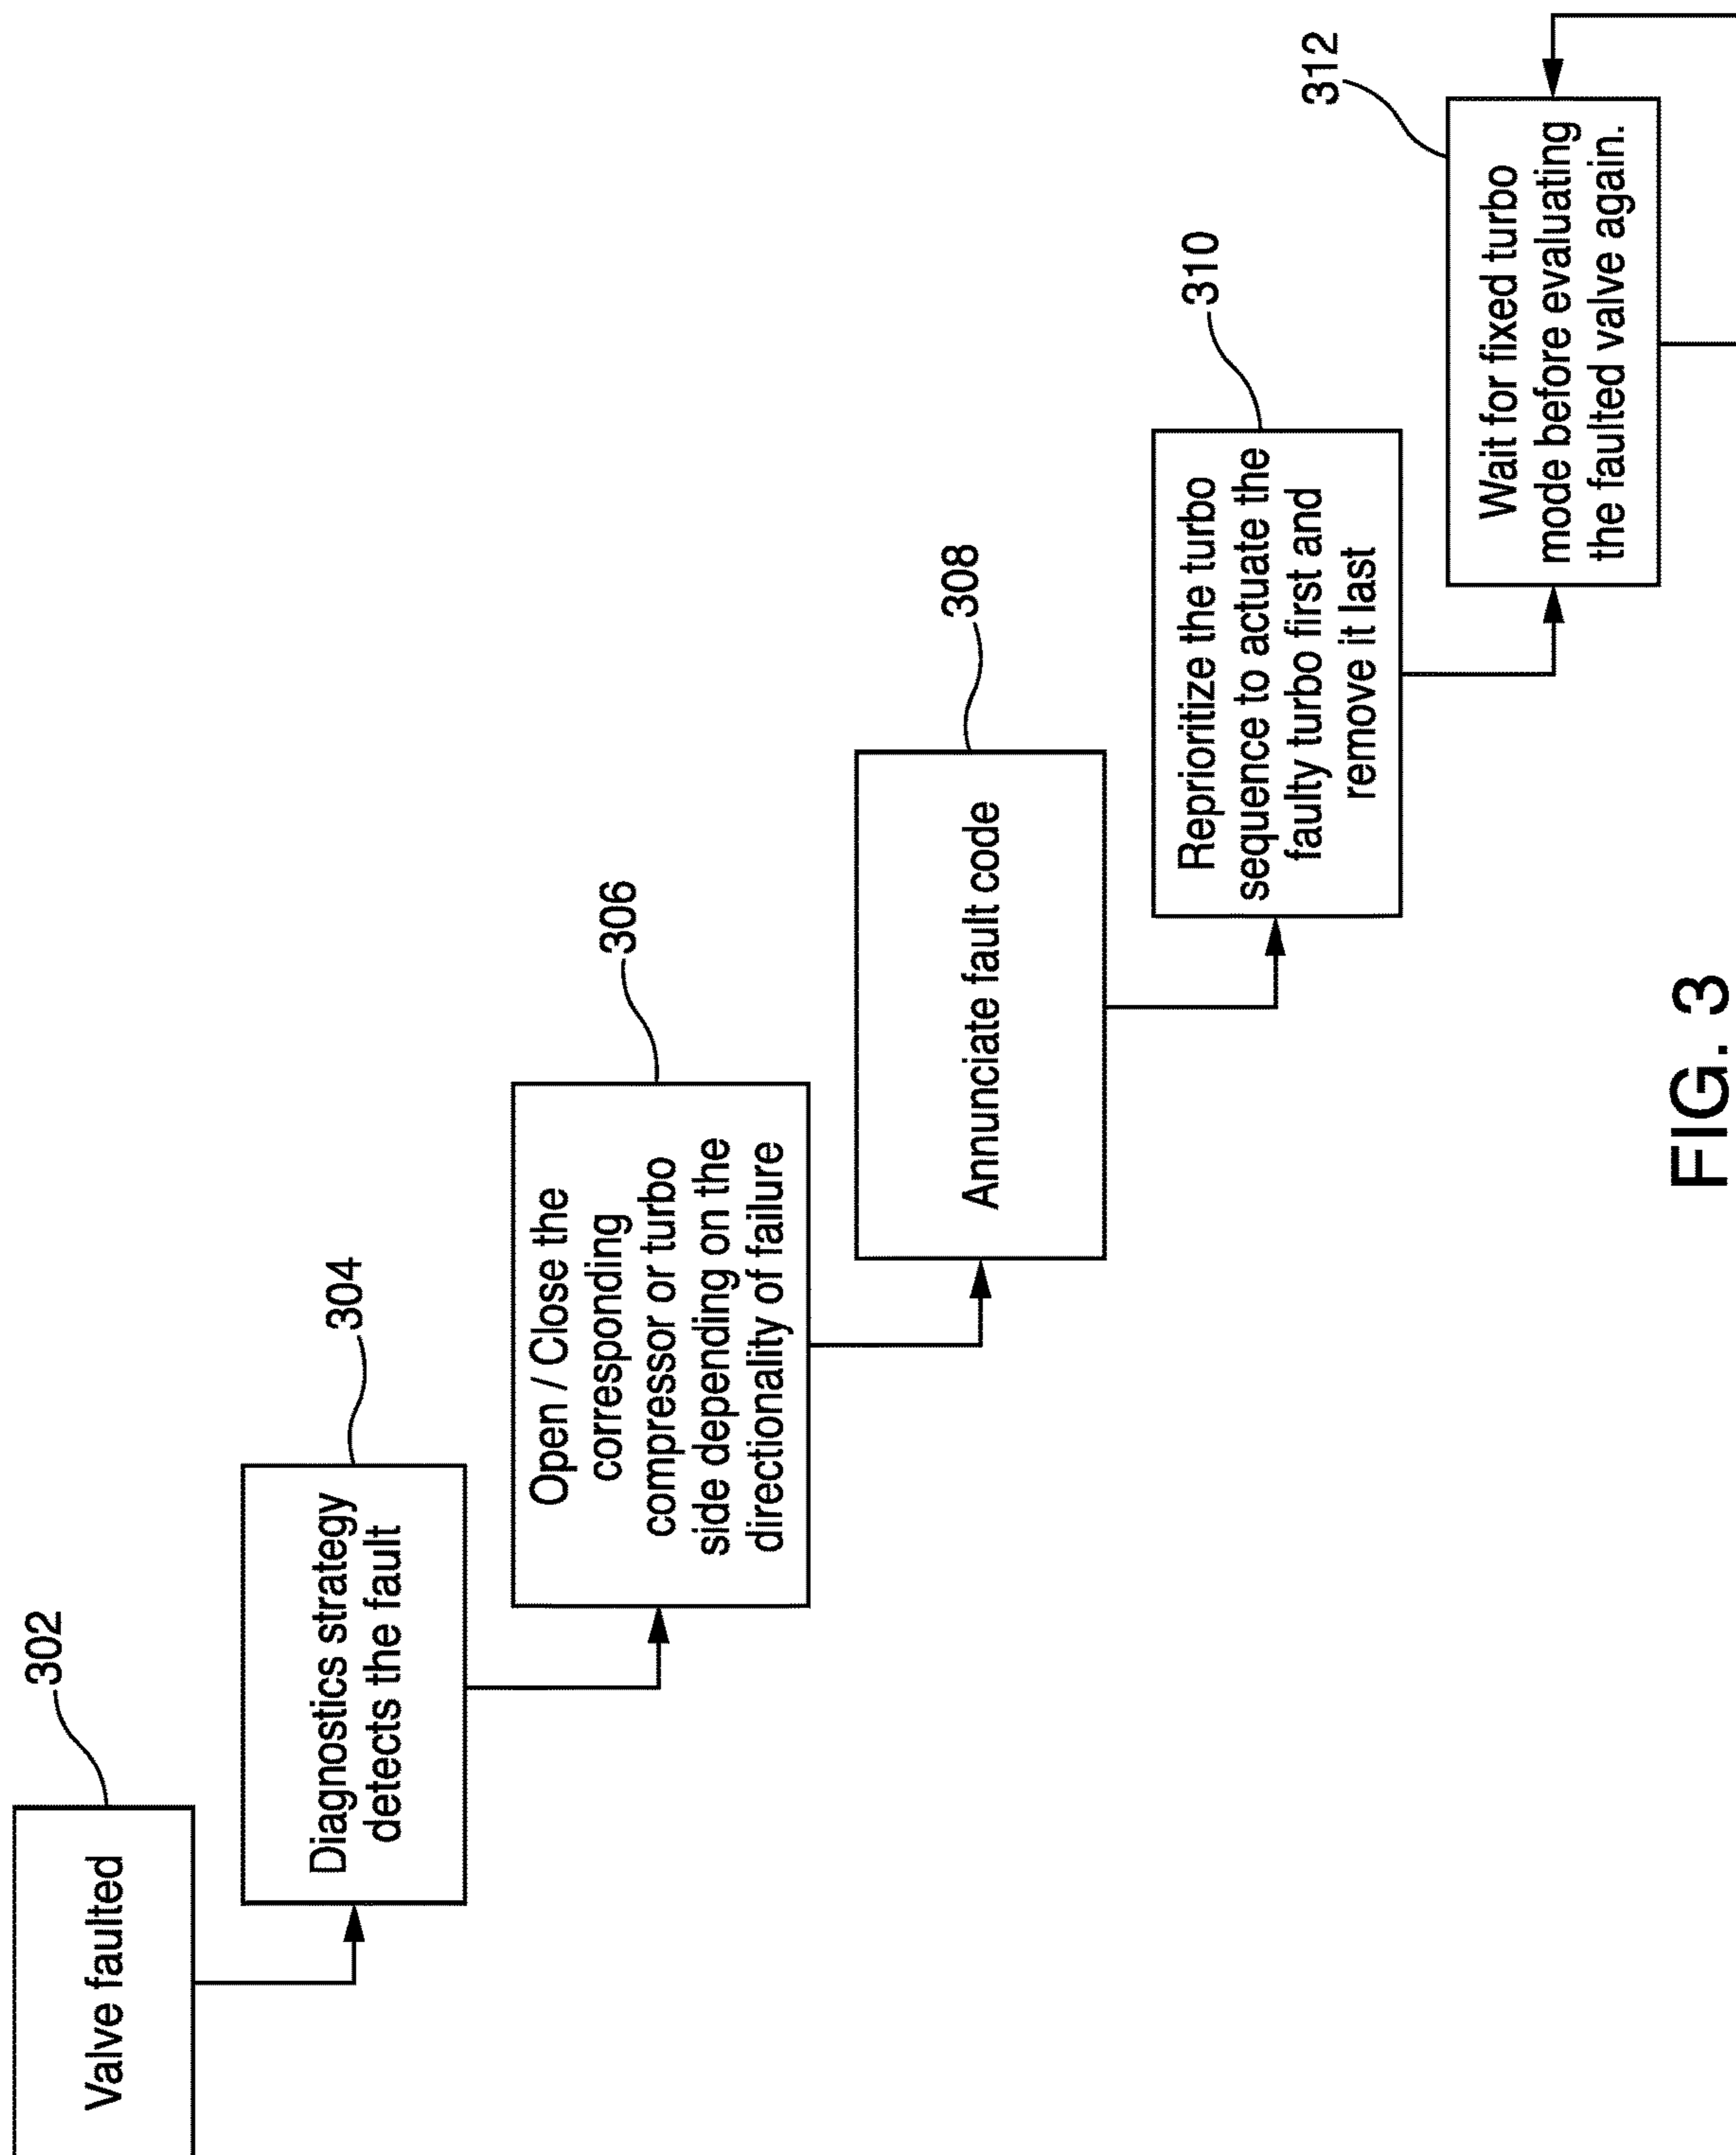 302
Valve faulted
304
Diagnostics strategy
detects the fault
306
Open / Close the
corresponding
compressor or turbo
side depending on the
directionality of failure
308
Annunciate fault code
310
Reprioritize the turbo
sequence to actuate the
faulty turbo first and
remove it last
312
Wait for fixed turbo
mode before evaluating
the faulted valve again.
FIG. 3